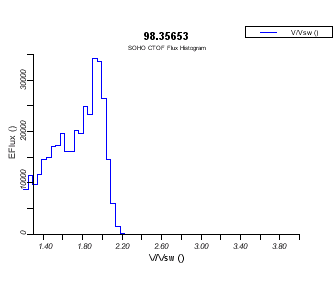 V/Vsw ()
98.35653
SOHO CTOF Flux Histogram
EFlux ()
30000
20000
10000
0
1.40 1.80 2.20 2.60 3.00 3.40 3.80
V/Vsw ()